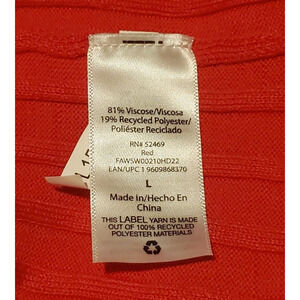 81% Viscose/Viscosa
19% Recycled Polyester/
Poliéster Reciclado
RN# 52469
Red
FAW5W00210HD22
EAN/UPC 1 9609868370
L
Made in/Hecho En
China
THIS LABEL YARN IS MADE
OUT OF 100% RECYCLED
POLYESTER MATERIALS